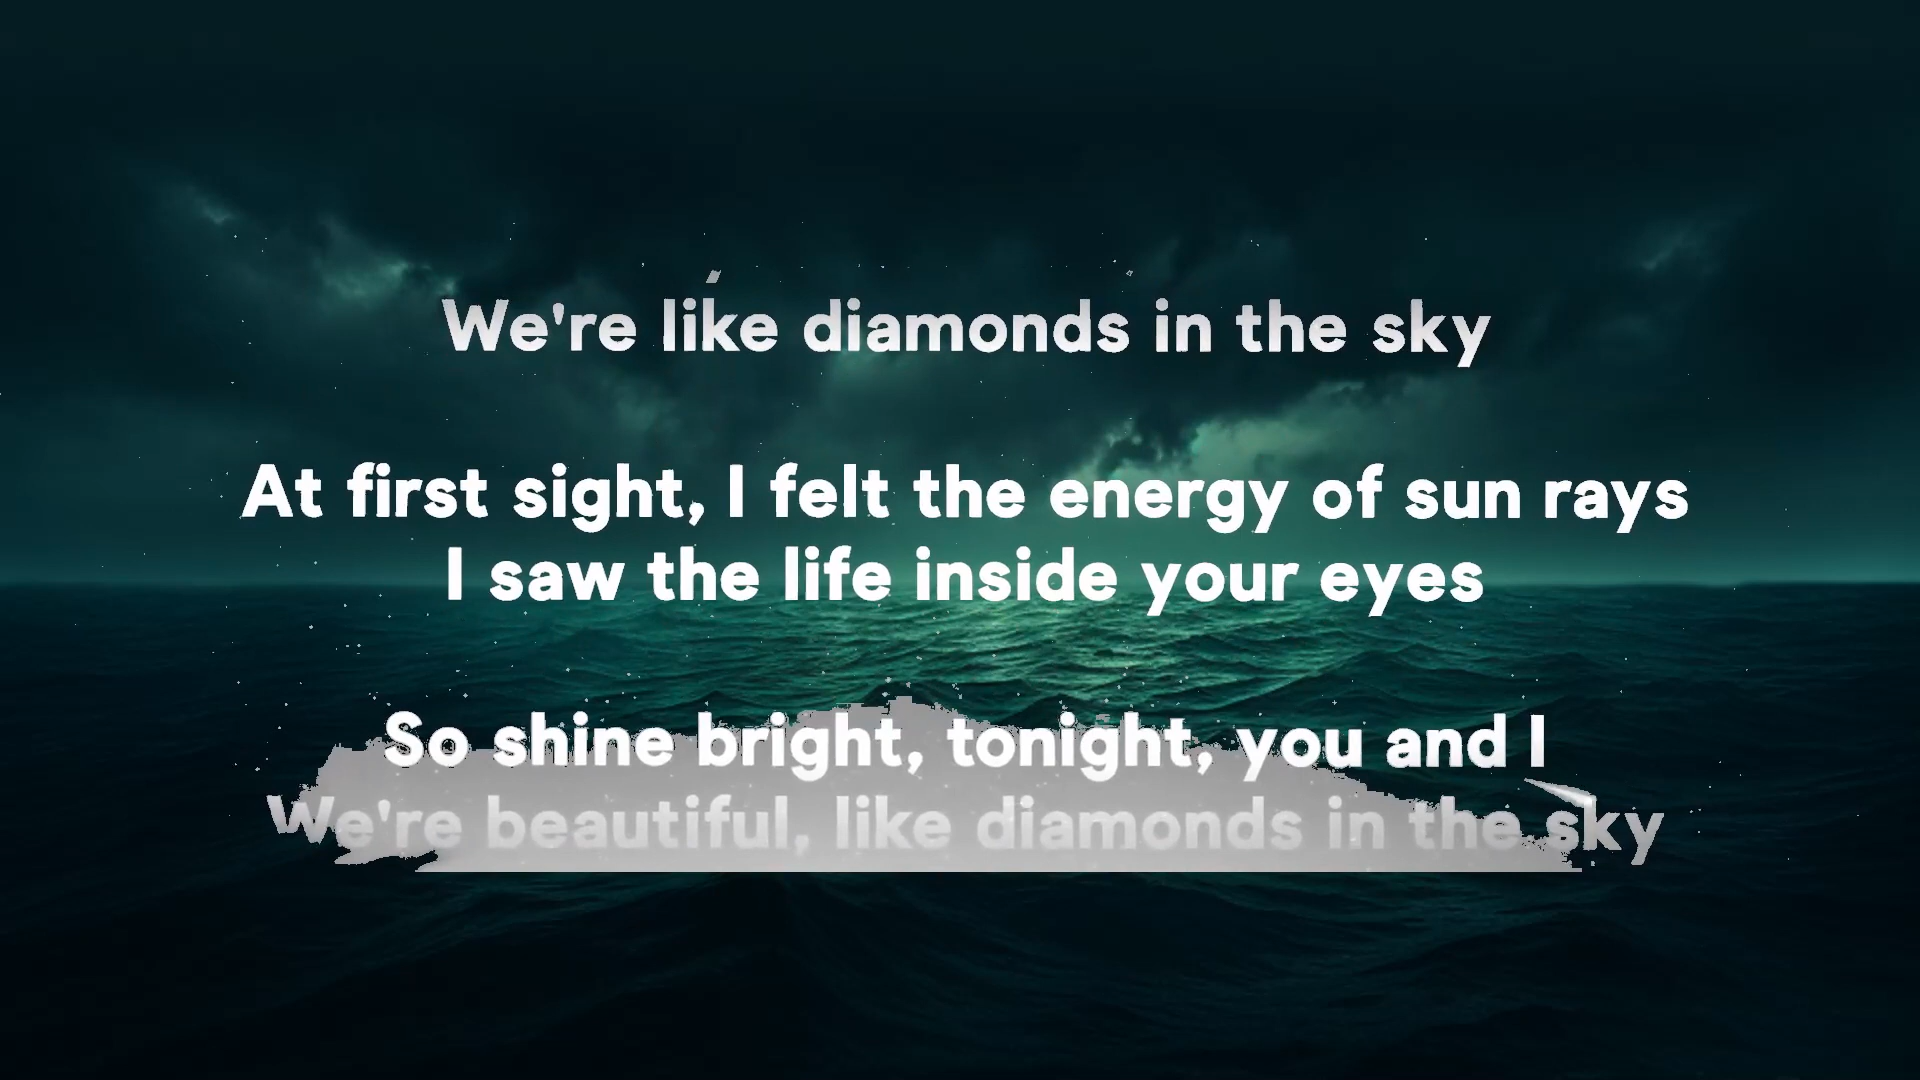 We're like diamonds in the sky
At first sight, I felt the energy of sun rays
I saw the life inside your eyes
So shine bright, tonight, you and I
We're beautiful, like diamonds in the sky